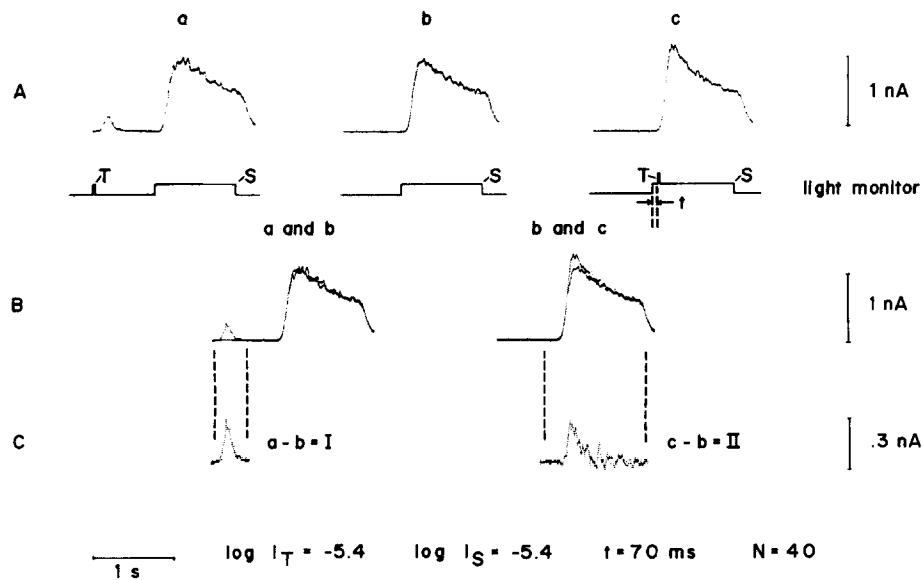 a b c
A 1 nA
T S S T S light monitor
t
a and b b and c
B 1 nA
C a - b = I c - b = II .3 nA
log I_T = -5.4 log I_S = -5.4 t = 70 ms N = 40
1 s